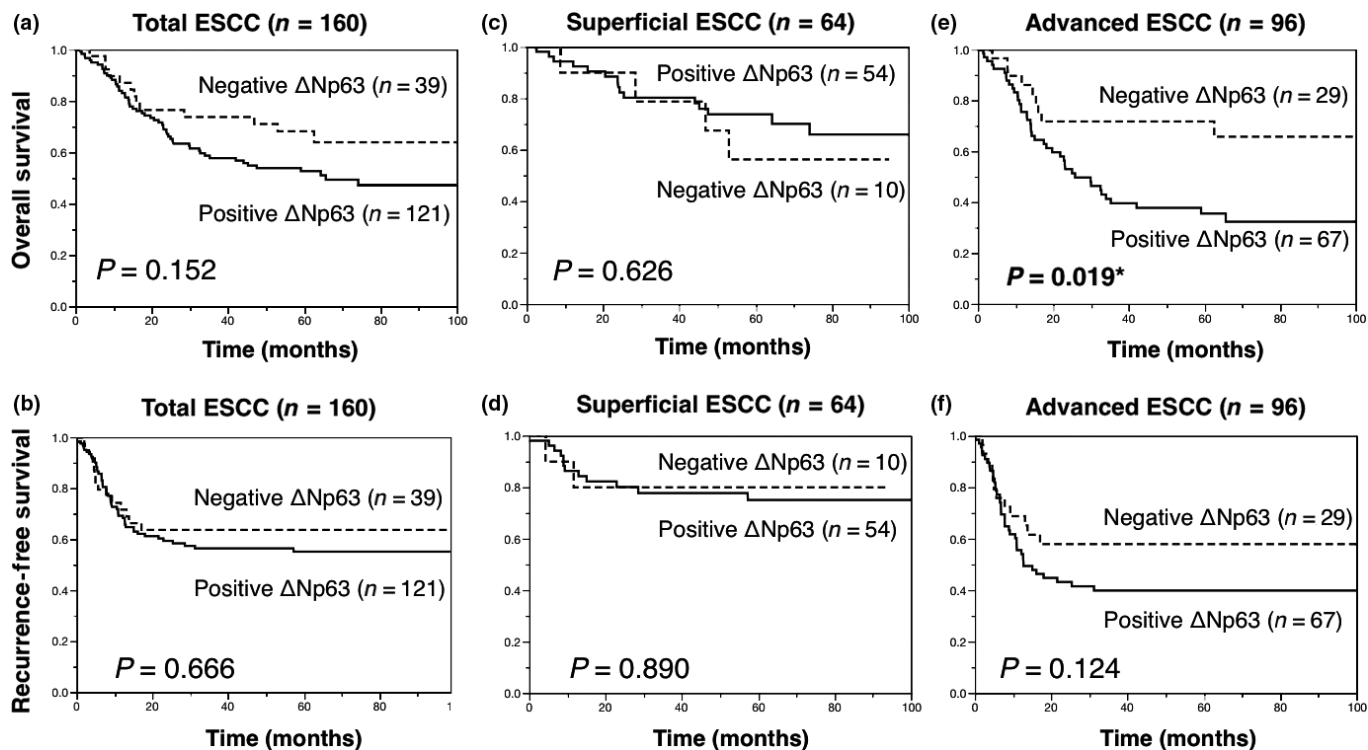 (a) Total ESCC (n = 160)
Overall survival
1.0
0.8
0.6
0.4
0.2
0.0
Negative ΔNp63 (n = 39)
Positive ΔNp63 (n = 121)
P = 0.152
0 20 40 60 80 100
Time (months)
(c) Superficial ESCC (n = 64)
1.0
0.8
0.6
0.4
0.2
0.0
Positive ΔNp63 (n = 54)
Negative ΔNp63 (n = 10)
P = 0.626
0 20 40 60 80 100
Time (months)
(e) Advanced ESCC (n = 96)
1.0
0.8
0.6
0.4
0.2
0.0
Negative ΔNp63 (n = 29)
Positive ΔNp63 (n = 67)
P = 0.019*
0 20 40 60 80 100
Time (months)
(b) Total ESCC (n = 160)
Recurrence-free survival
1.0
0.8
0.6
0.4
0.2
0.0
Negative ΔNp63 (n = 39)
Positive ΔNp63 (n = 121)
P = 0.666
0 20 40 60 80 1
Time (months)
(d) Superficial ESCC (n = 64)
1.0
0.8
0.6
0.4
0.2
0.0
Negative ΔNp63 (n = 10)
Positive ΔNp63 (n = 54)
P = 0.890
0 20 40 60 80 100
Time (months)
(f) Advanced ESCC (n = 96)
1.0
0.8
0.6
0.4
0.2
0.0
Negative ΔNp63 (n = 29)
Positive ΔNp63 (n = 67)
P = 0.124
0 20 40 60 80 100
Time (months)